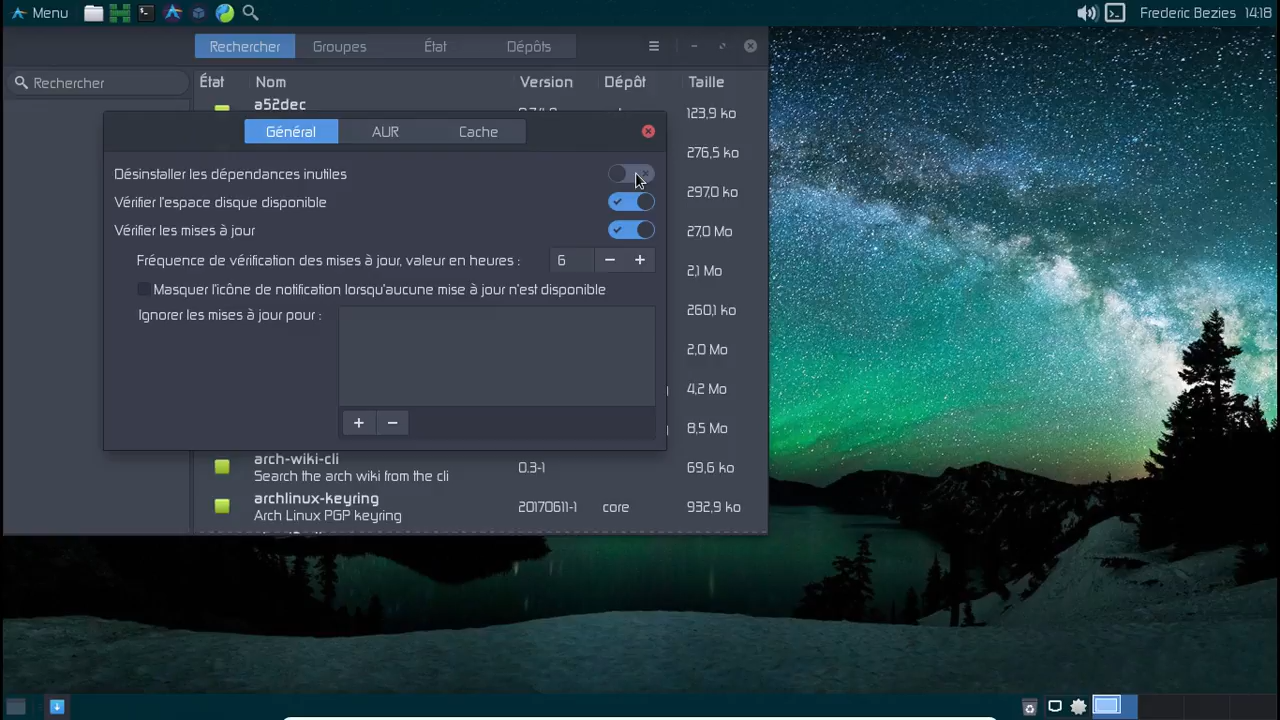 Menu
Frederic Bezies 14:18
Rechercher Groupes État Dépôts
Rechercher
État Nom Version Dépôt Taille
a52dec
123,9 ko
Général AUR Cache
276,5 ko
Désinstaller les dépendances inutiles
297,0 ko
Vérifier l'espace disque disponible
Vérifier les mises à jour
27,0 Mo
Fréquence de vérification des mises à jour, valeur en heures : 6 − +
2,1 Mo
Masquer l'icône de notification lorsqu'aucune mise à jour n'est disponible
Ignorer les mises à jour pour :
260,1 ko
2,0 Mo
4,2 Mo
+ −
8,5 Mo
arch-wiki-cli
Search the arch wiki from the cli
0.3-1
69,6 ko
archlinux-keyring
Arch Linux PGP keyring
20170611-1 core 932,9 ko